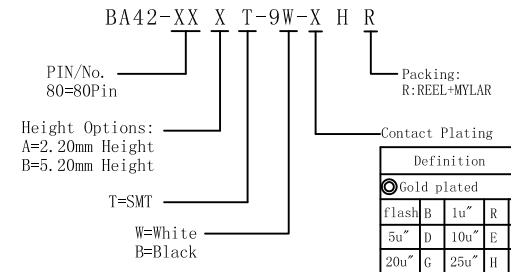 BA42-XX X T-9W-X H R
PIN/No.
80=80Pin
Packing:
R:REEL+MYLAR
Height Options:
A=2.20mm Height
B=5.20mm Height
Contact Plating
Definition
Gold plated
T=SMT
flash B 1u" R
W=White
B=Black
5u" D 10u" E
20u" G 25u" H